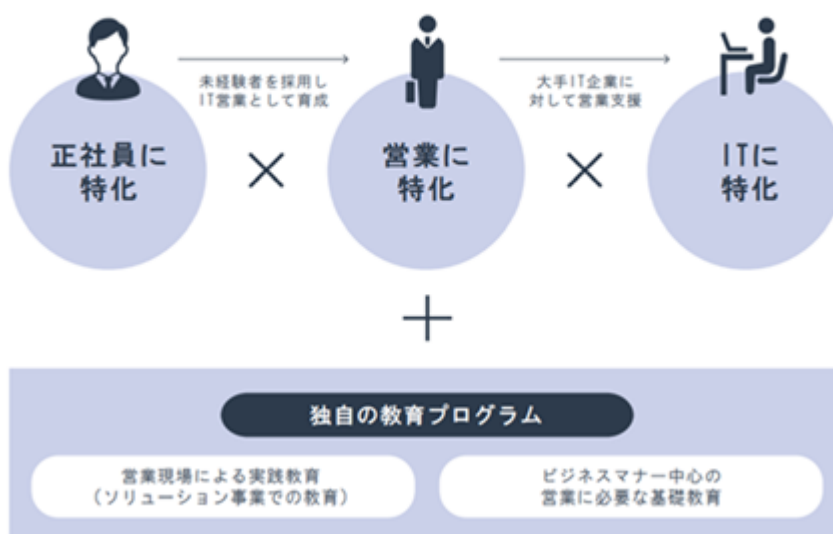 未経験者を採用し
IT営業として育成
大手IT企業に
対して営業支援
正社員に
特化
×
営業に
特化
×
ITに
特化
+
独自の教育プログラム
営業現場による実践教育
(ソリューション事業での教育)
ビジネスマナー中心の
営業に必要な基礎教育